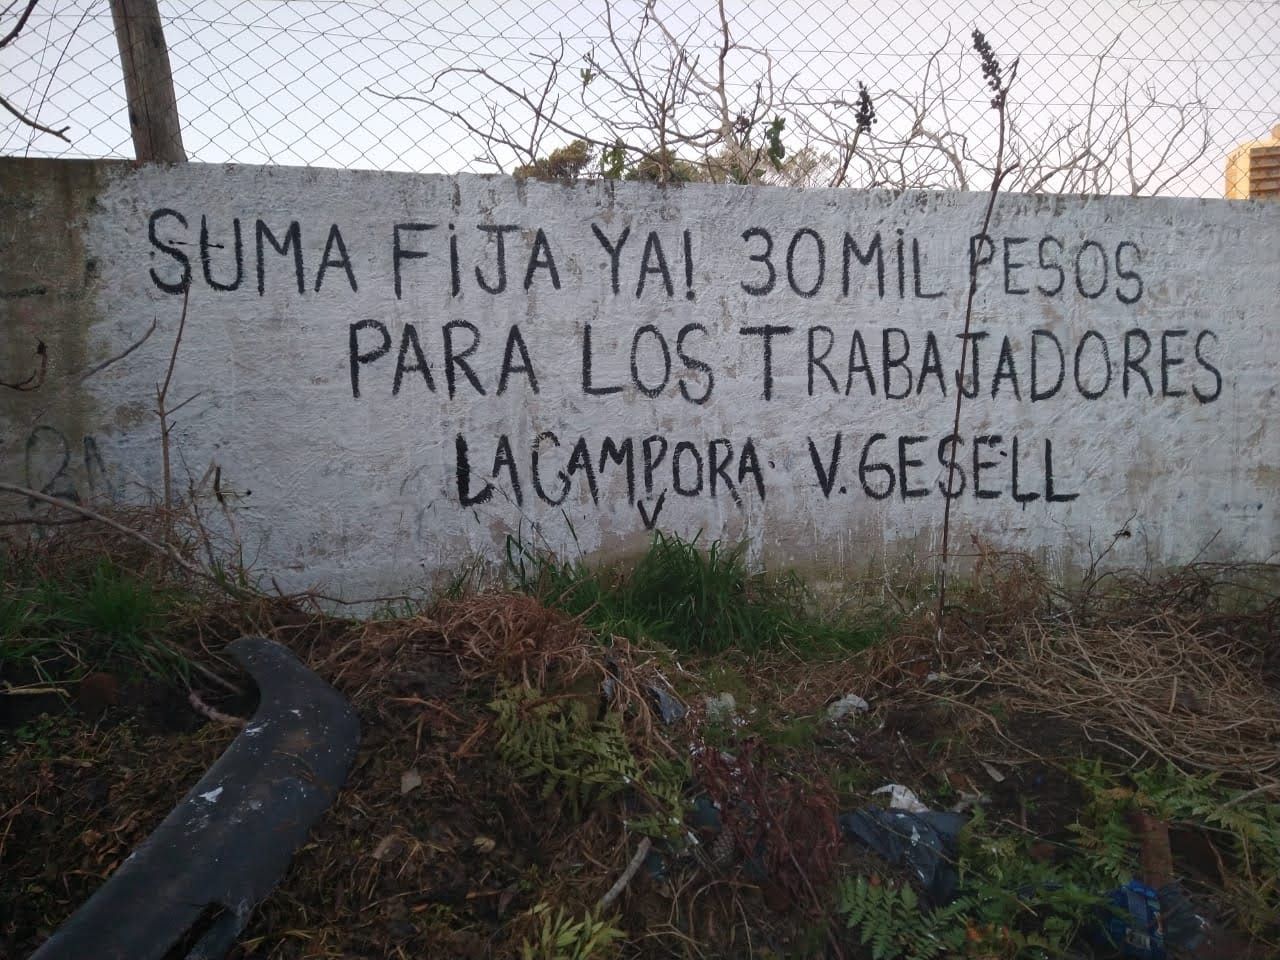 SUMA FIJA YA! 30 MIL PESOS
PARA LOS TRABAJADORES
LA CAMPORA V. GESELL